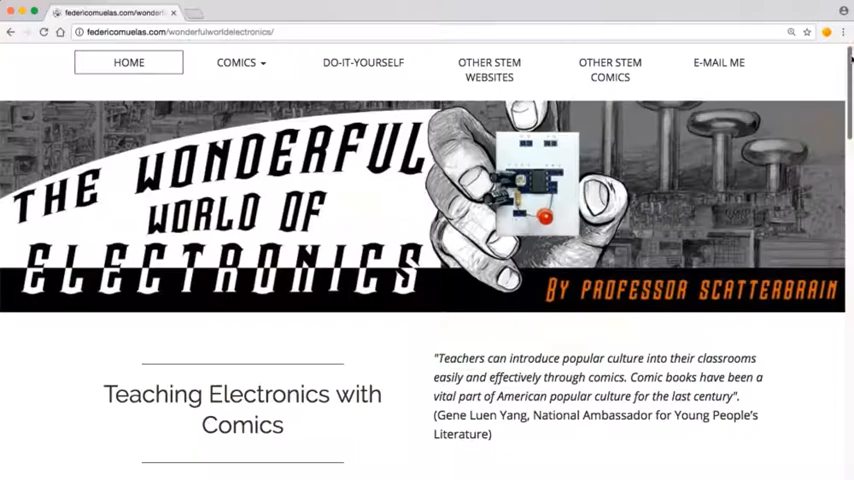 federicomuelas.com/wonderfu
federicomuelas.com/wonderfulworldelectronics/
HOME
COMICS
DO-IT-YOURSELF
OTHER STEM
WEBSITES
OTHER STEM
COMICS
E-MAIL ME
THE WONDERFUL
WORLD OF
ELECTRONICS
BY PROFESSOR SCATTERBRAIN
Teaching Electronics with
Comics
"Teachers can introduce popular culture into their classrooms
easily and effectively through comics. Comic books have been a
vital part of American popular culture for the last century".
(Gene Luen Yang, National Ambassador for Young People's
Literature)